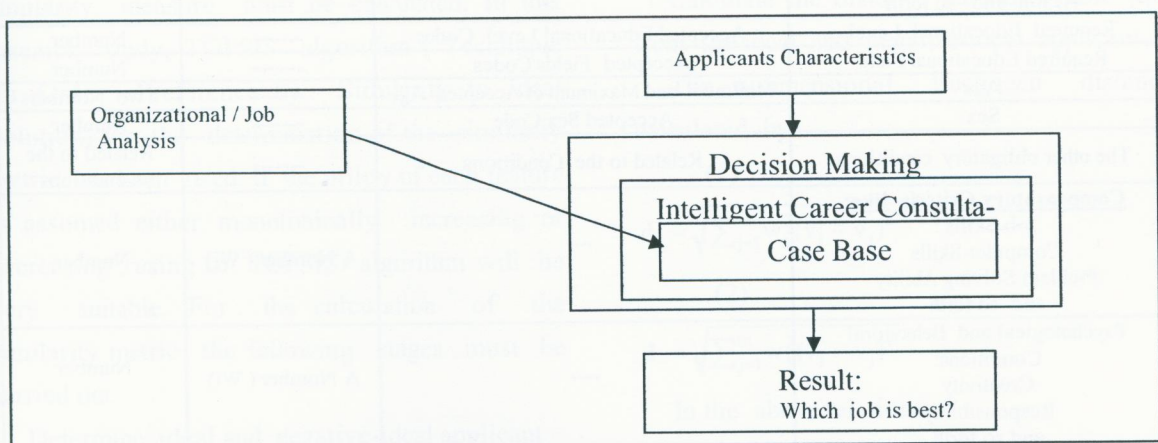 Applicants Characteristics
Organizational / Job
Analysis
Decision Making
Intelligent Career Consulta-
Case Base
Result:
Which job is best?